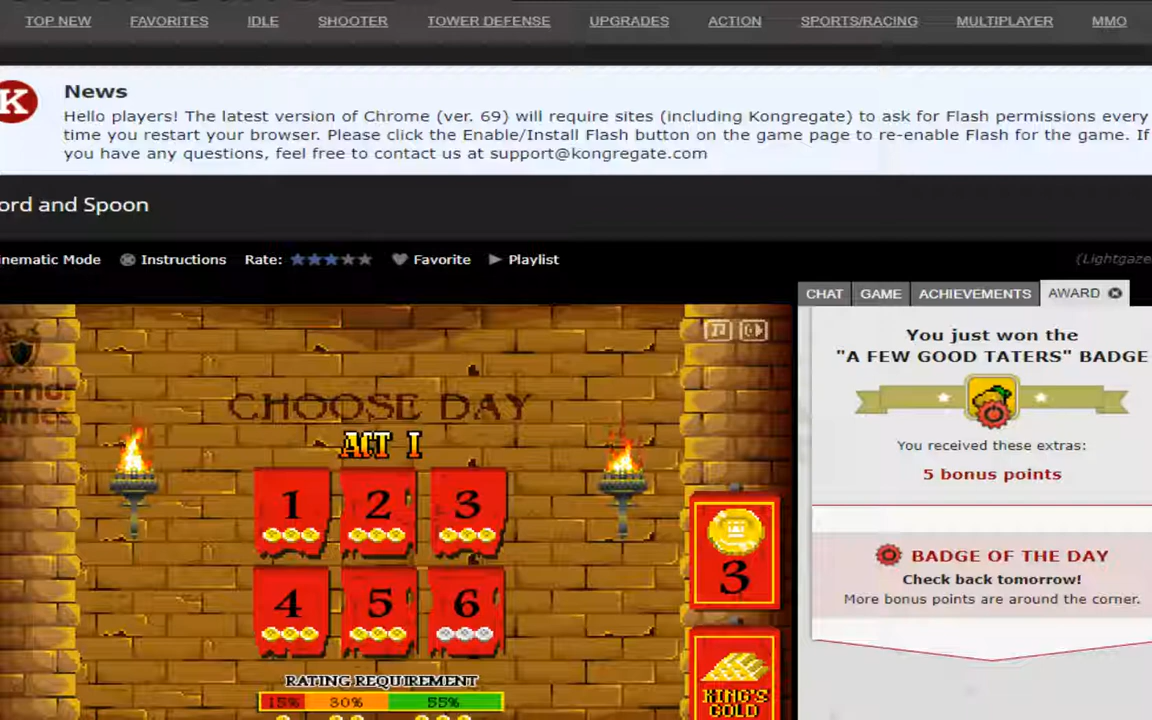 TOP NEW FAVORITES IDLE SHOOTER TOWER DEFENSE UPGRADES ACTION SPORTS/RACING MULTIPLAYER MMO
K
News
Hello players! The latest version of Chrome (ver. 69) will require sites (including Kongregate) to ask for Flash permissions every
time you restart your browser. Please click the Enable/Install Flash button on the game page to re-enable Flash for the game. If
you have any questions, feel free to contact us at support@kongregate.com
ord and Spoon
nematic Mode Instructions Rate: Favorite Playlist (Lightgaze
CHAT GAME ACHIEVEMENTS AWARD
You just won the
"A FEW GOOD TATERS" BADGE
You received these extras:
5 bonus points
BADGE OF THE DAY
Check back tomorrow!
More bonus points are around the corner.
CHOOSE DAY
ACT I
1 2 3
4 5 6
3
KING'S
GOLD
RATING REQUIREMENT
15% 30% 55%